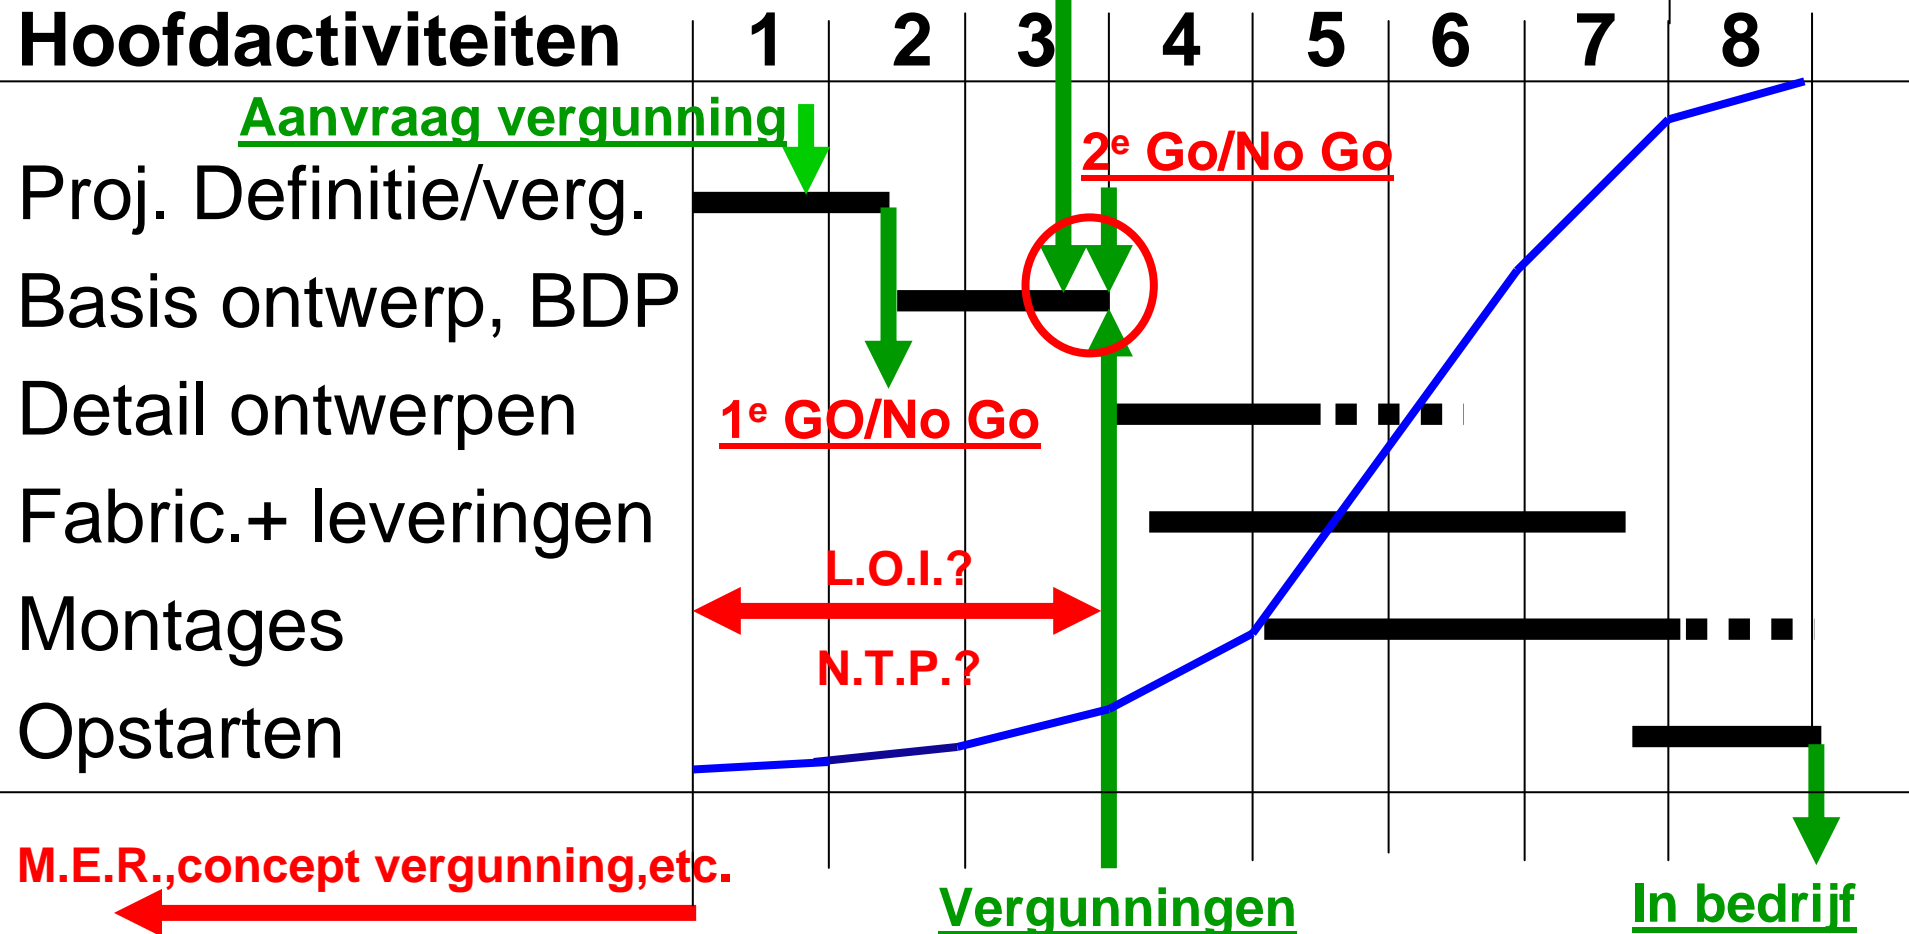 Hoofdactiviteiten 1 2 3 4 5 6 7 8
Aanvraag vergunning
2e Go/No Go
Proj. Definitie/verg.
Basis ontwerp, BDP
Detail ontwerpen
1e GO/No Go
Fabric.+ leveringen
L.O.I.?
Montages
N.T.P.?
Opstarten
M.E.R.,concept vergunning,etc.
Vergunningen
In bedrijf